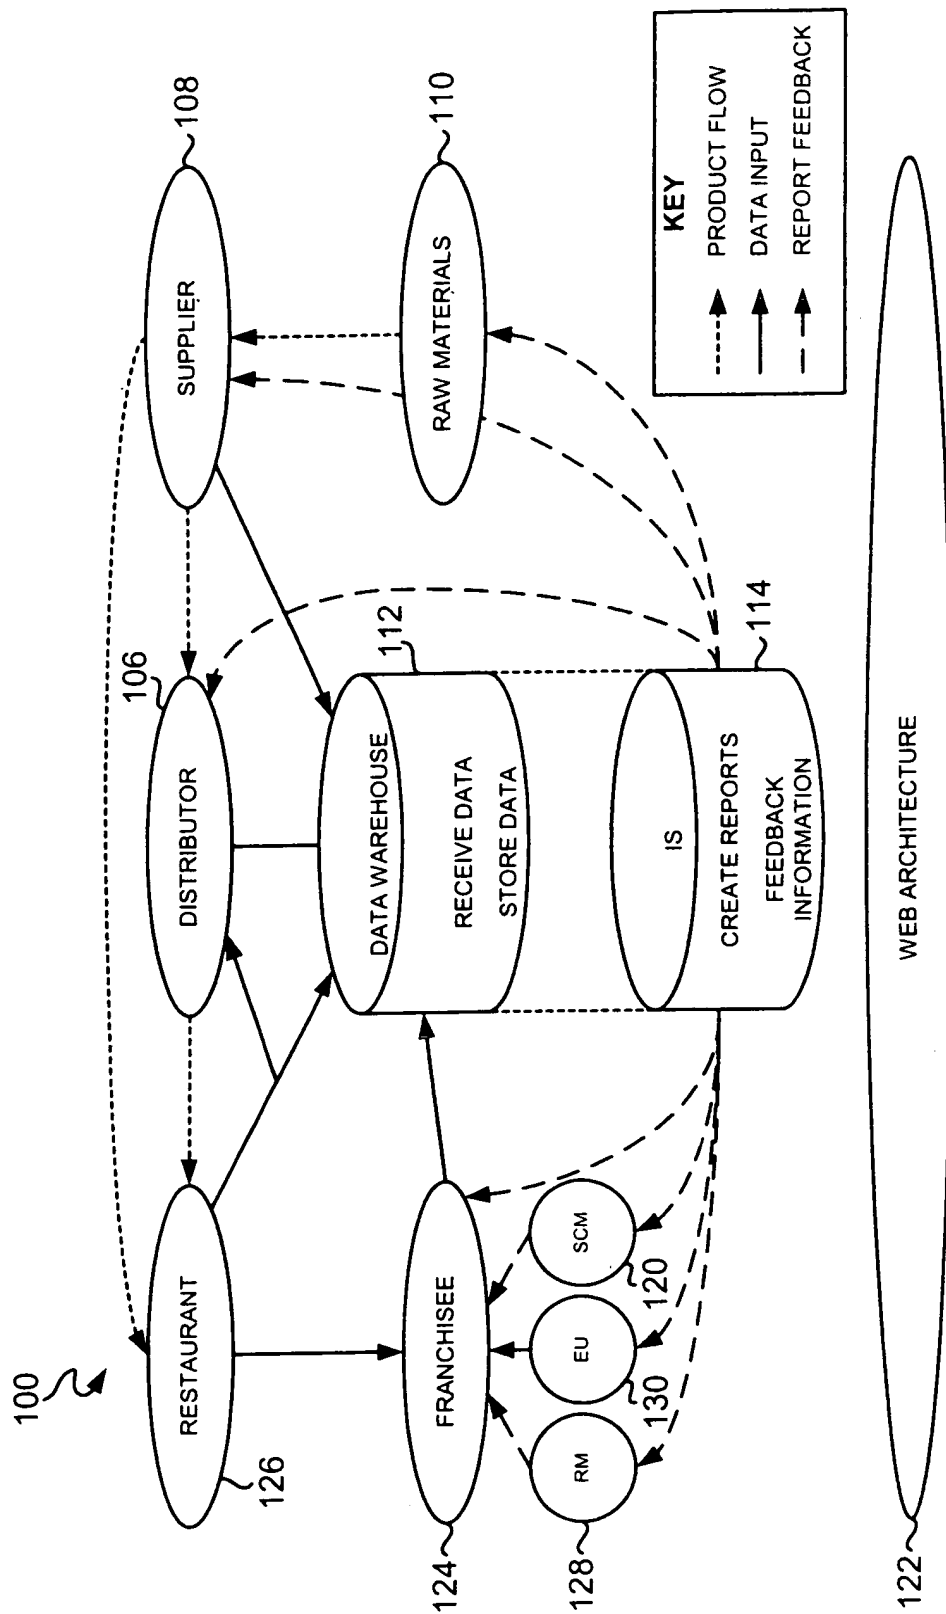 100
RESTAURANT
126
DISTRIBUTOR
106
SUPPLIER
108
FRANCHISEE
124
DATA WAREHOUSE
RECEIVE DATA
STORE DATA
112
RAW MATERIALS
110
RM
128
EU
130
SCM
120
IS
CREATE REPORTS
FEEDBACK
INFORMATION
114
KEY
PRODUCT FLOW
DATA INPUT
REPORT FEEDBACK
WEB ARCHITECTURE
122